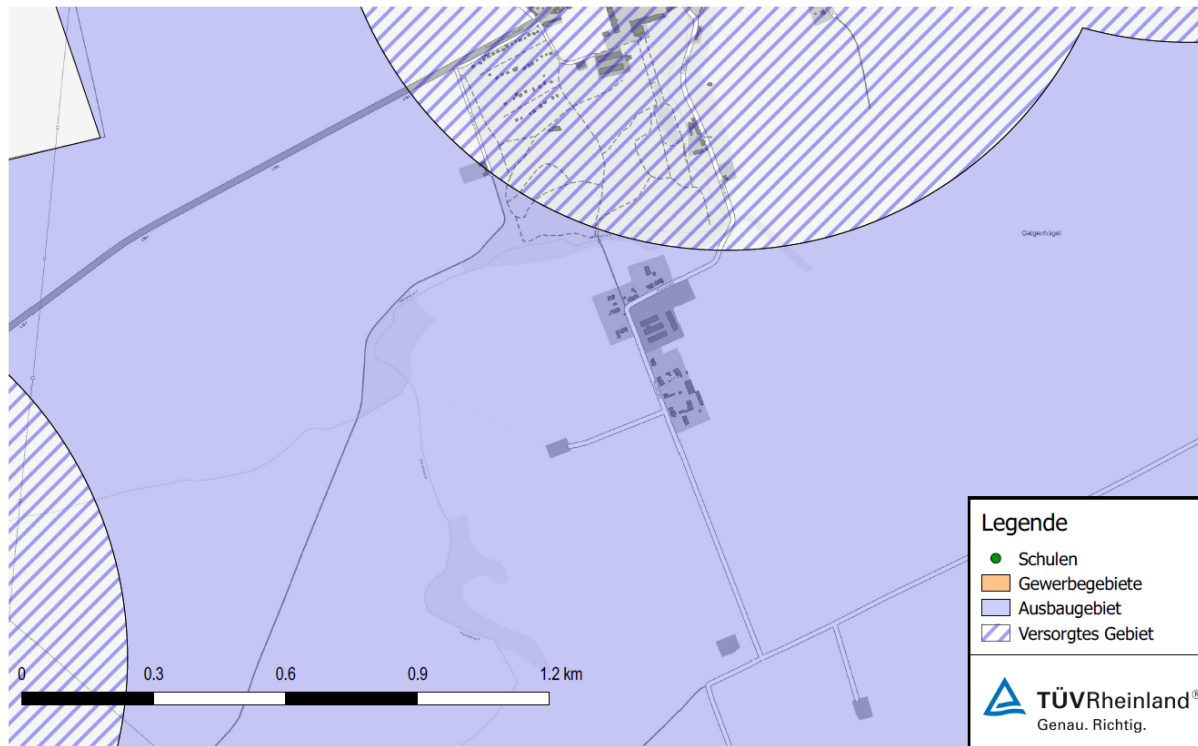 Galgenhügel
Legende
Schulen
Gewerbegebiete
Ausbaugebiet
Versorgtes Gebiet
0 0.3 0.6 0.9 1.2 km
TÜVRheinland®
Genau. Richtig.